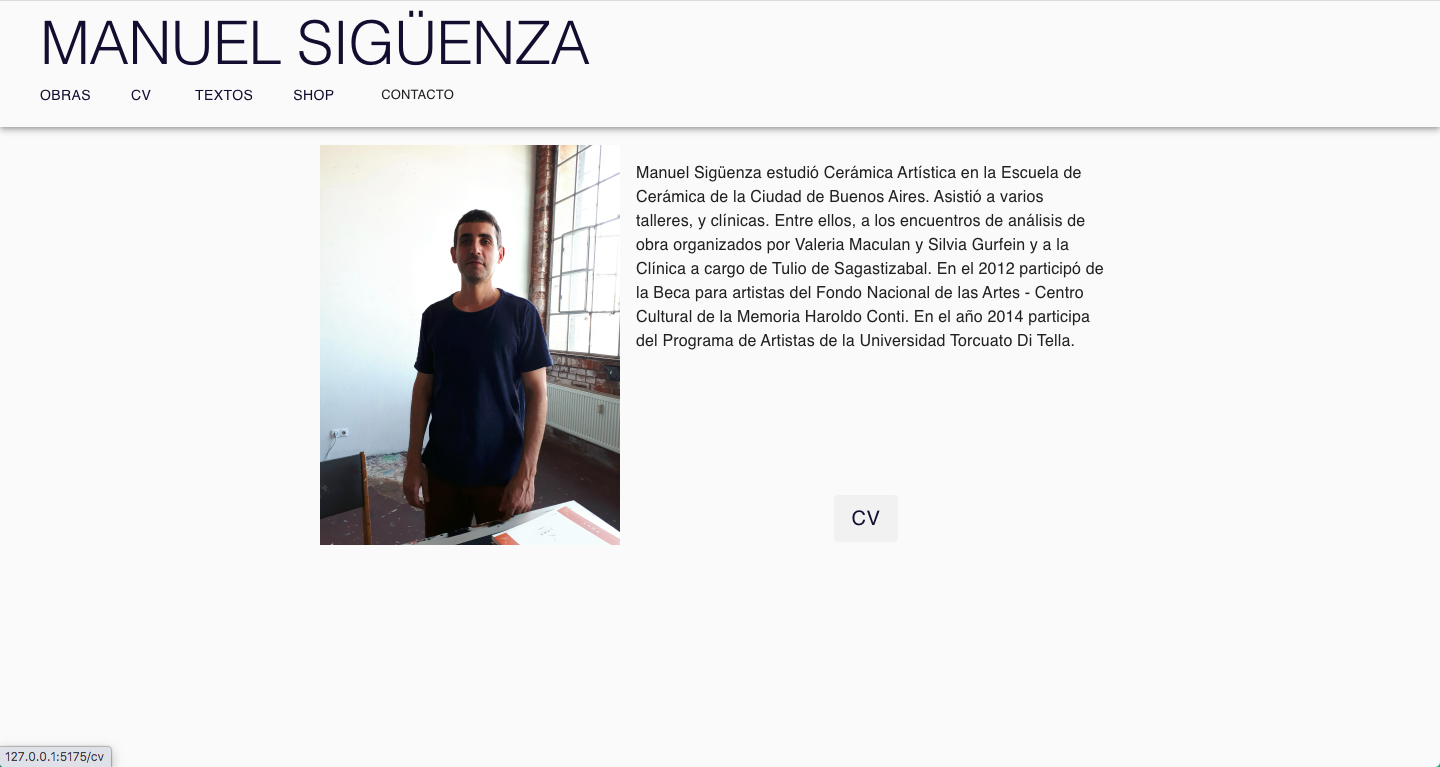 MANUEL SIGÜENZA
OBRAS CV TEXTOS SHOP CONTACTO
Manuel Sigüenza estudió Cerámica Artística en la Escuela de
Cerámica de la Ciudad de Buenos Aires. Asistió a varios
talleres, y clínicas. Entre ellos, a los encuentros de análisis de
obra organizados por Valeria Maculan y Silvia Gurfein y a la
Clínica a cargo de Tulio de Sagastizabal. En el 2012 participó de
la Beca para artistas del Fondo Nacional de las Artes - Centro
Cultural de la Memoria Haroldo Conti. En el año 2014 participa
del Programa de Artistas de la Universidad Torcuato Di Tella.
CV
127.0.0.1:5175/cv